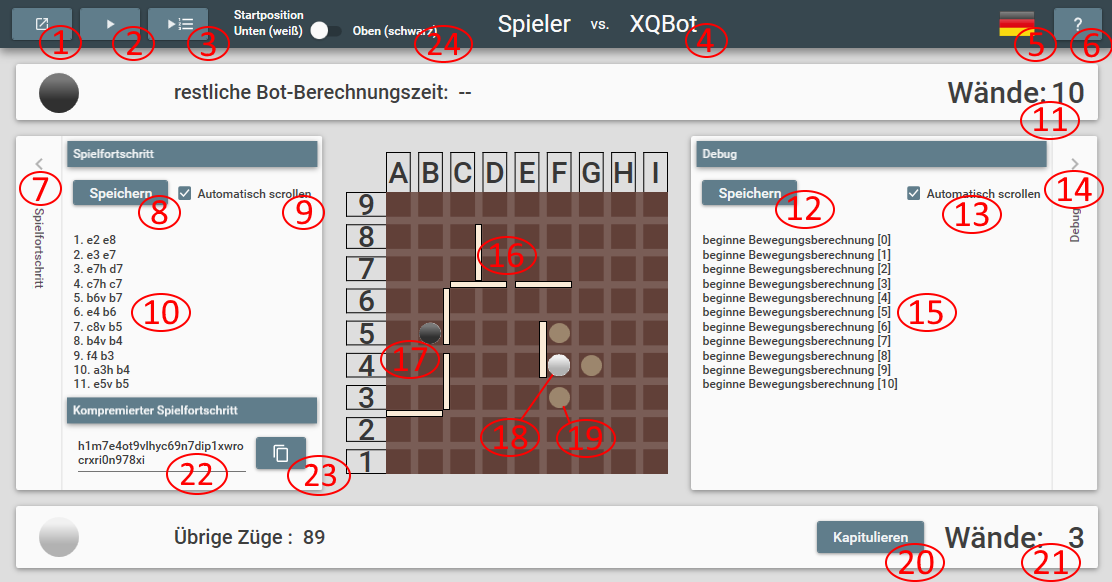 Startposition
Unten (weiß) Oben (schwarz)
Spieler vs. XQBot
?
1 2 3 24 4 5 6
restliche Bot-Berechnungszeit: --
Wände: 10
11
Spielfortschritt
7
Speichern
Automatisch scrollen
8 9
Spielfortschritt
1. e2 e8
2. e3 e7
3. e7h d7
4. c7h c7
5. b6v b7
6. e4 b6
7. c8v b5
8. b4v b4
9. f4 b3
10. a3h b4
11. e5v b5
10
Kompremierter Spielfortschritt
h1m7e4ot9vlhyc69n7dip1xwro
crxri0n978xi
22 23
A B C D E F G H I
9
8
7
6
5
4
3
2
1
16
17
18 19
Debug
Speichern
Automatisch scrollen
12 13 14
Debug
beginne Bewegungsberechnung [0]
beginne Bewegungsberechnung [1]
beginne Bewegungsberechnung [2]
beginne Bewegungsberechnung [3]
beginne Bewegungsberechnung [4]
beginne Bewegungsberechnung [5]
beginne Bewegungsberechnung [6]
beginne Bewegungsberechnung [7]
beginne Bewegungsberechnung [8]
beginne Bewegungsberechnung [9]
beginne Bewegungsberechnung [10]
15
Übrige Züge : 89
Kapitulieren
Wände: 3
20 21